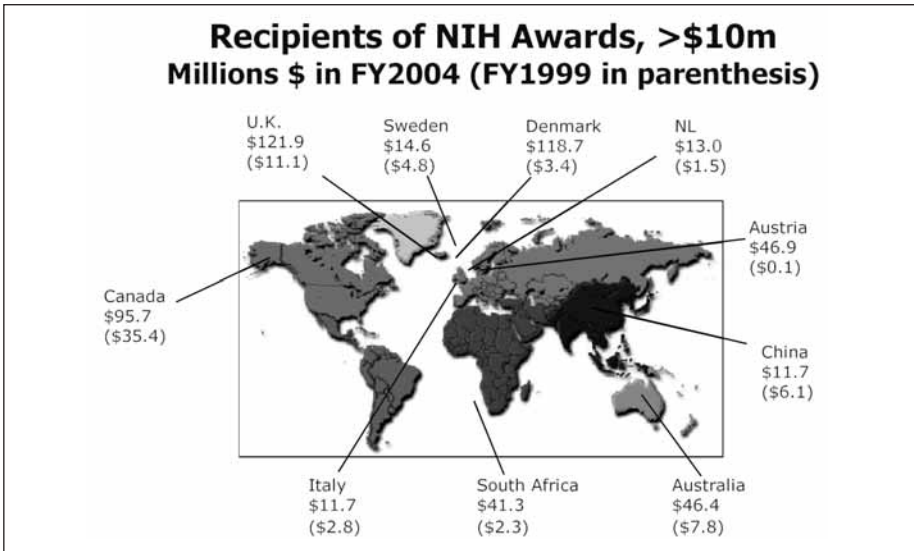 Recipients of NIH Awards, >$10m
Millions $ in FY2004 (FY1999 in parenthesis)
U.K.
$121.9
($11.1)
Sweden
$14.6
($4.8)
Denmark
$118.7
($3.4)
NL
$13.0
($1.5)
Austria
$46.9
($0.1)
Canada
$95.7
($35.4)
China
$11.7
($6.1)
Italy
$11.7
($2.8)
South Africa
$41.3
($2.3)
Australia
$46.4
($7.8)